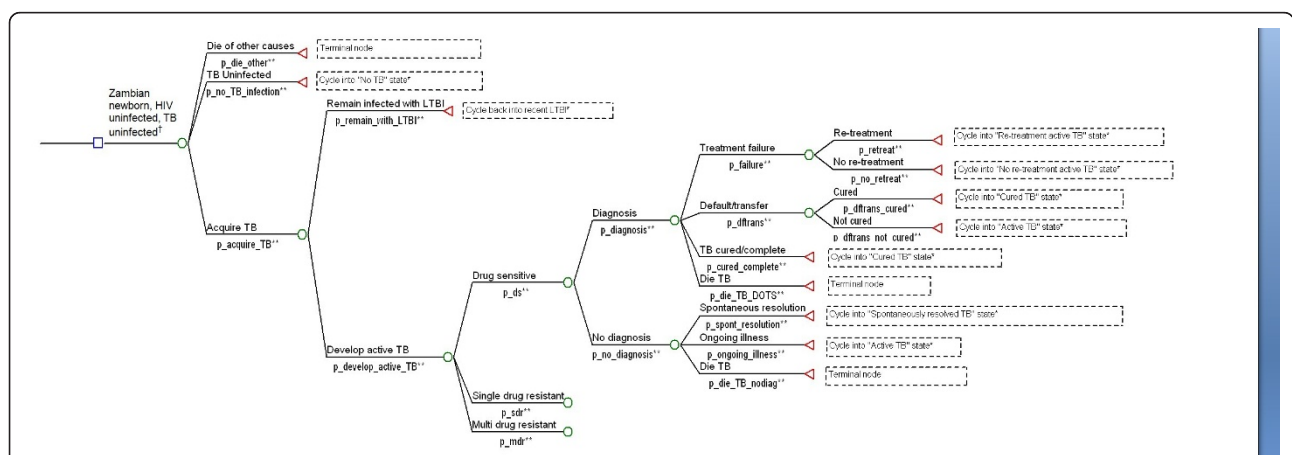 Die of other causes
p_die_other**
Terminal node
TB Uninfected
p_no_TB_infection**
Cycle into "No TB" state*
Zambian
newborn, HIV
uninfected, TB
uninfected†
Remain infected with LTBI
p_remain_with_LTBI**
Cycle back into recent LTBI*
Acquire TB
p_acquire_TB**
Develop active TB
p_develop_active_TB**
Drug sensitive
p_ds**
Single drug resistant
p_sdr**
Multi drug resistant
p_mdr**
Diagnosis
p_diagnosis**
No diagnosis
p_no_diagnosis**
Treatment failure
p_failure**
Re-treatment
p_retreat**
Cycle into "Re-treatment active TB" state*
No re-treatment
p_no_retreat**
Cycle into "No re-treatment active TB" state*
Default/transfer
p_dftrans**
Cured
p_dftrans_cured**
Cycle into "Cured TB" state*
Not cured
p_dftrans_not_cured**
Cycle into "Active TB" state*
TB cured/complete
p_cured_complete**
Cycle into "Cured TB" state*
Die TB
p_die_TB_DOTS**
Terminal node
Spontaneous resolution
p_spont_resolution**
Cycle into "Spontaneously resolved TB" state*
Ongoing illness
p_ongoing_illness**
Cycle into "Active TB" state*
Die TB
p_die_TB_nodiag**
Terminal node